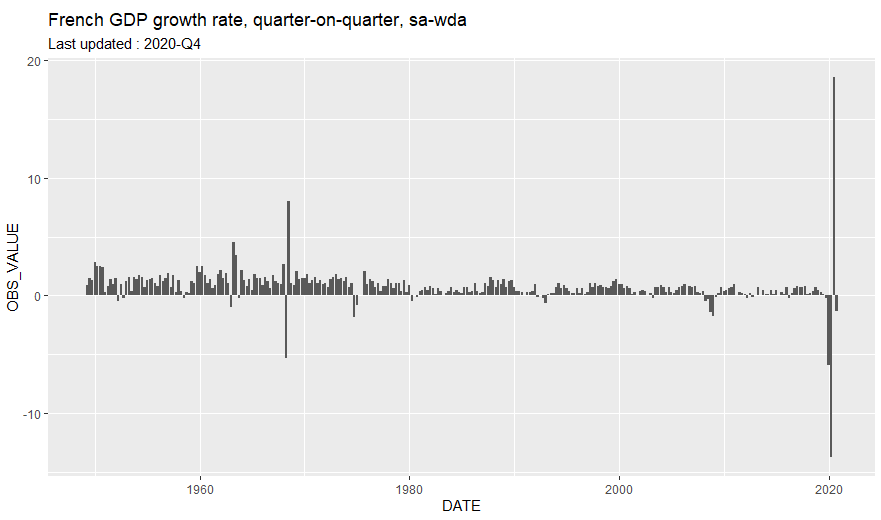 French GDP growth rate, quarter-on-quarter, sa-wda
Last updated : 2020-Q4
20
10
0
-10
OBS_VALUE
1960 1980 2000 2020
DATE